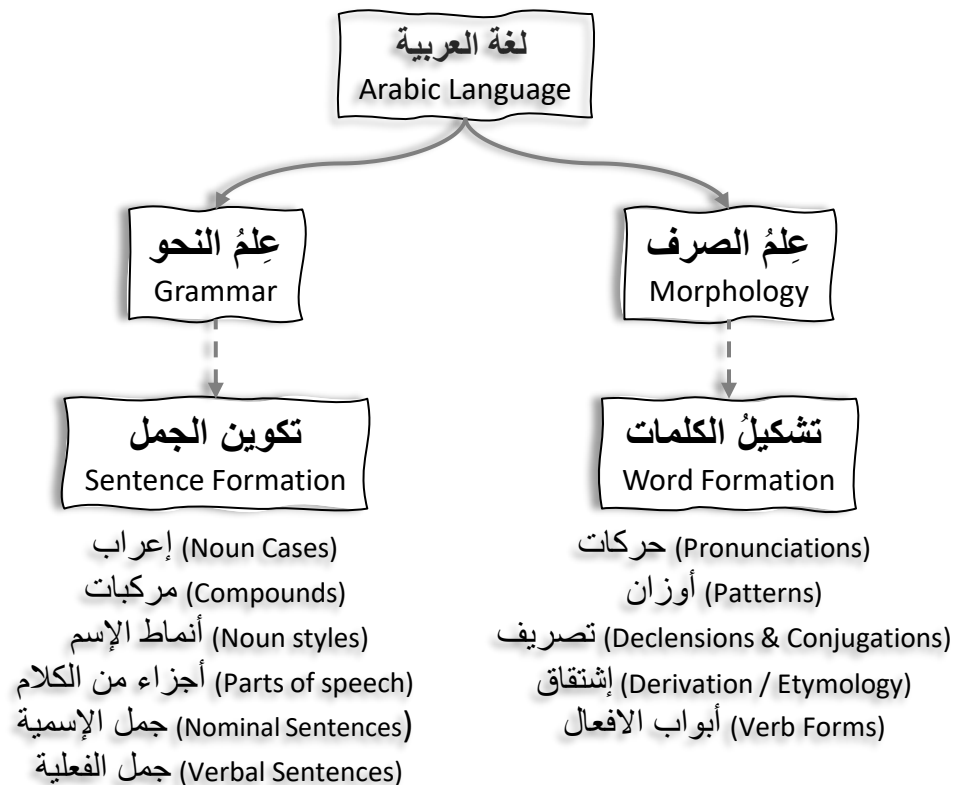 لغة العربية
Arabic Language
عِلمُ النحو
Grammar
عِلمُ الصرف
Morphology
تكوين الجمل
Sentence Formation
تشكيلُ الكلمات
Word Formation
إعراب (Noun Cases)
مركبات (Compounds)
أنماط الإسم (Noun styles)
أجزاء من الكلام (Parts of speech)
جمل الإسمية (Nominal Sentences)
جمل الفعلية (Verbal Sentences)
حركات (Pronunciations)
أوزان (Patterns)
تصريف (Declensions & Conjugations)
إشتقاق (Derivation / Etymology)
أبواب الافعال (Verb Forms)